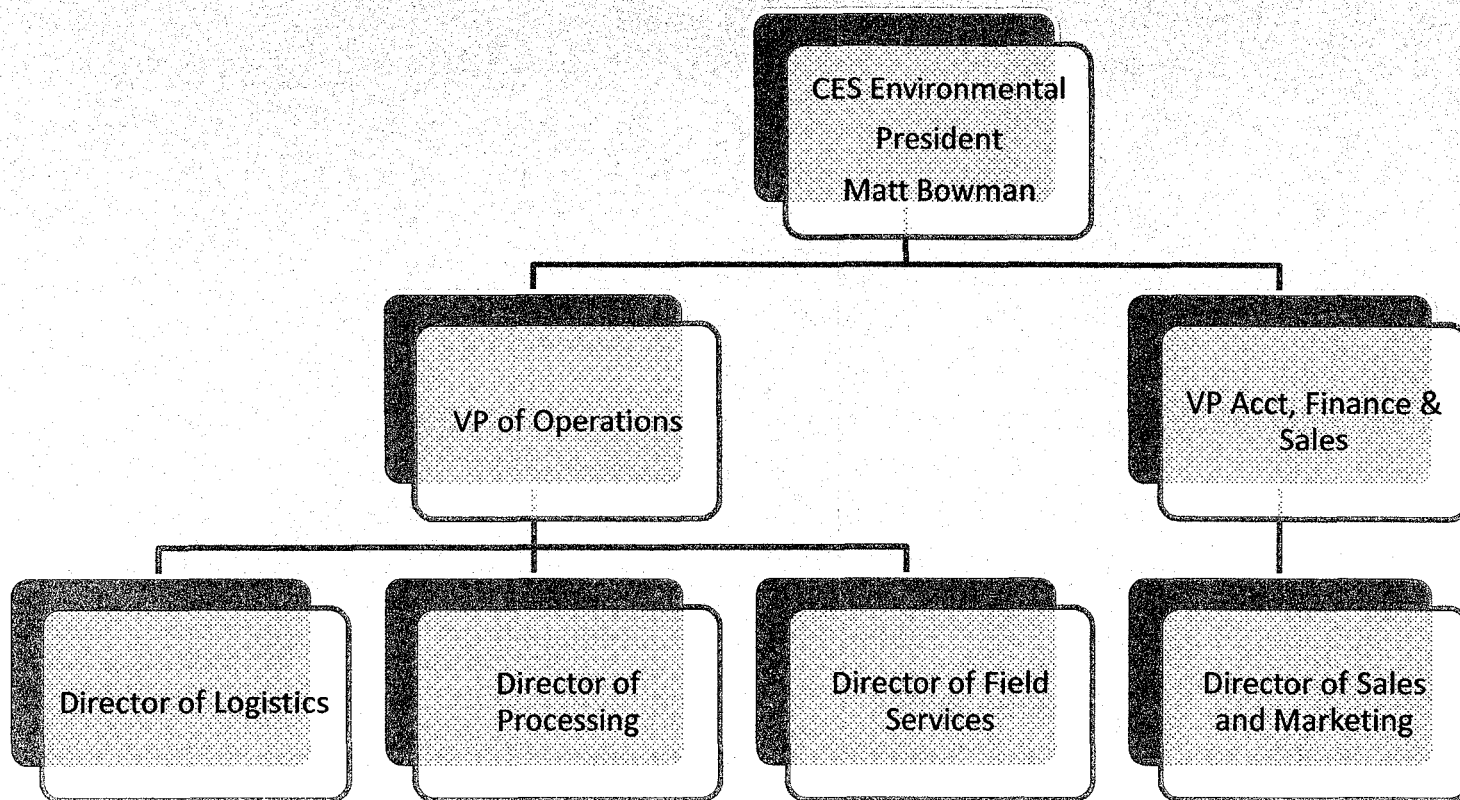 CES Environmental
President
Matt Bowman
VP of Operations
VP Acct, Finance &
Sales
Director of Logistics
Director of
Processing
Director of Field
Services
Director of Sales
and Marketing